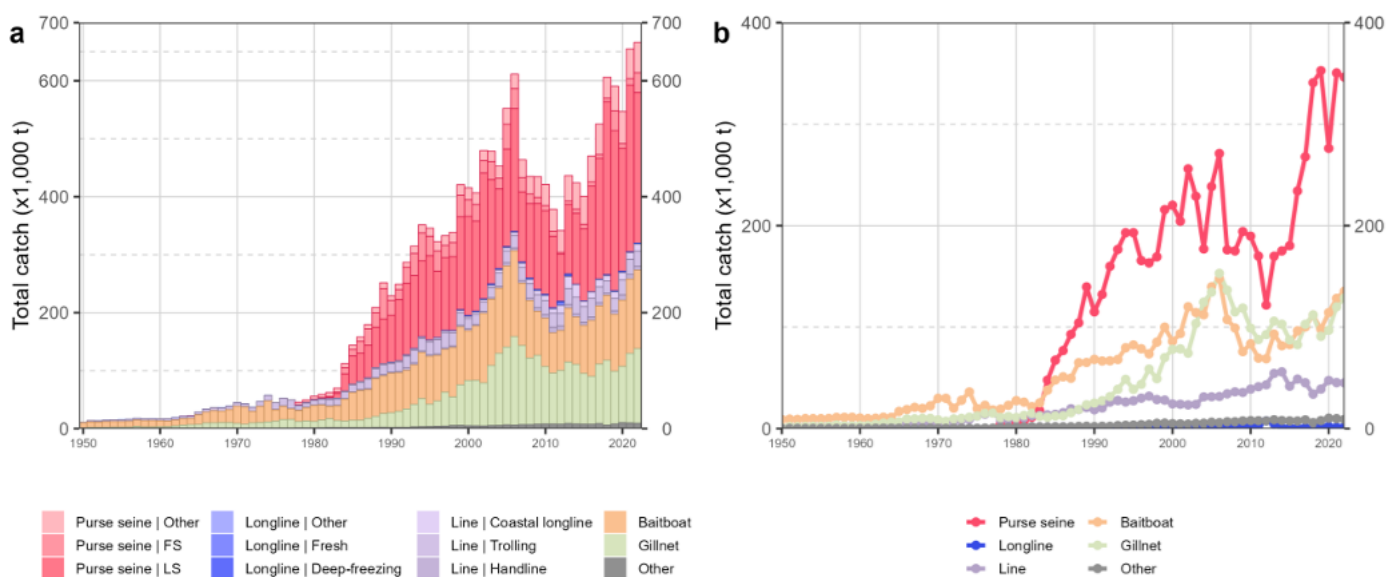 a
Total catch (x1,000 t)
700
600
400
200
0
700
600
400
200
0
1950 1960 1970 1980 1990 2000 2010 2020
b
Total catch (x1,000 t)
400
200
0
400
200
0
1950 1960 1970 1980 1990 2000 2010 2020
Purse seine | Other
Purse seine | FS
Purse seine | LS
Longline | Other
Longline | Fresh
Longline | Deep-freezing
Line | Coastal longline
Line | Trolling
Line | Handline
Baitboat
Gillnet
Other
Purse seine
Longline
Line
Baitboat
Gillnet
Other